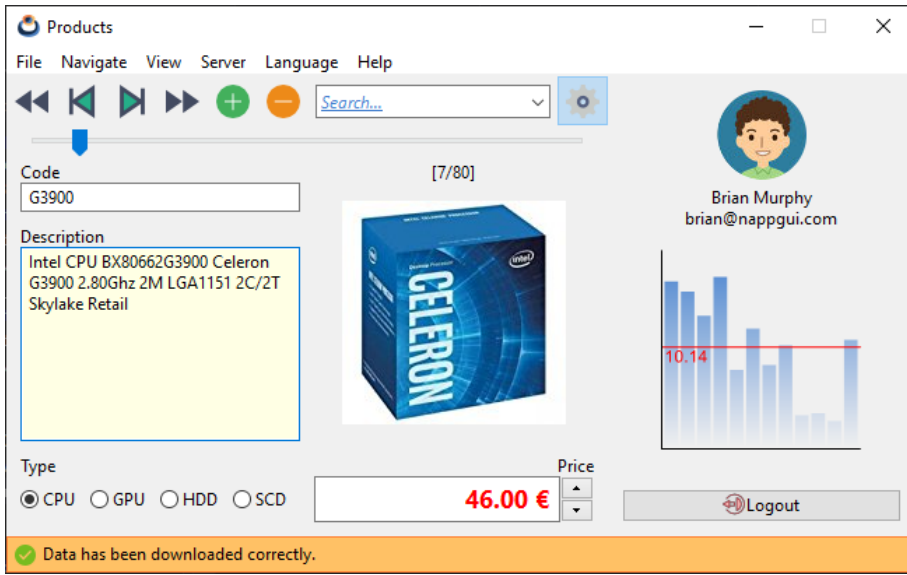 Products
File Navigate View Server Language Help
Search...
Code
[7/80]
G3900
Brian Murphy
brian@nappgui.com
Description
Intel CPU BX80662G3900 Celeron
G3900 2.80Ghz 2M LGA1151 2C/2T
Skylake Retail
intel
CELERON
10.14
Type
Price
CPU GPU HDD SCD
46.00 €
Logout
Data has been downloaded correctly.